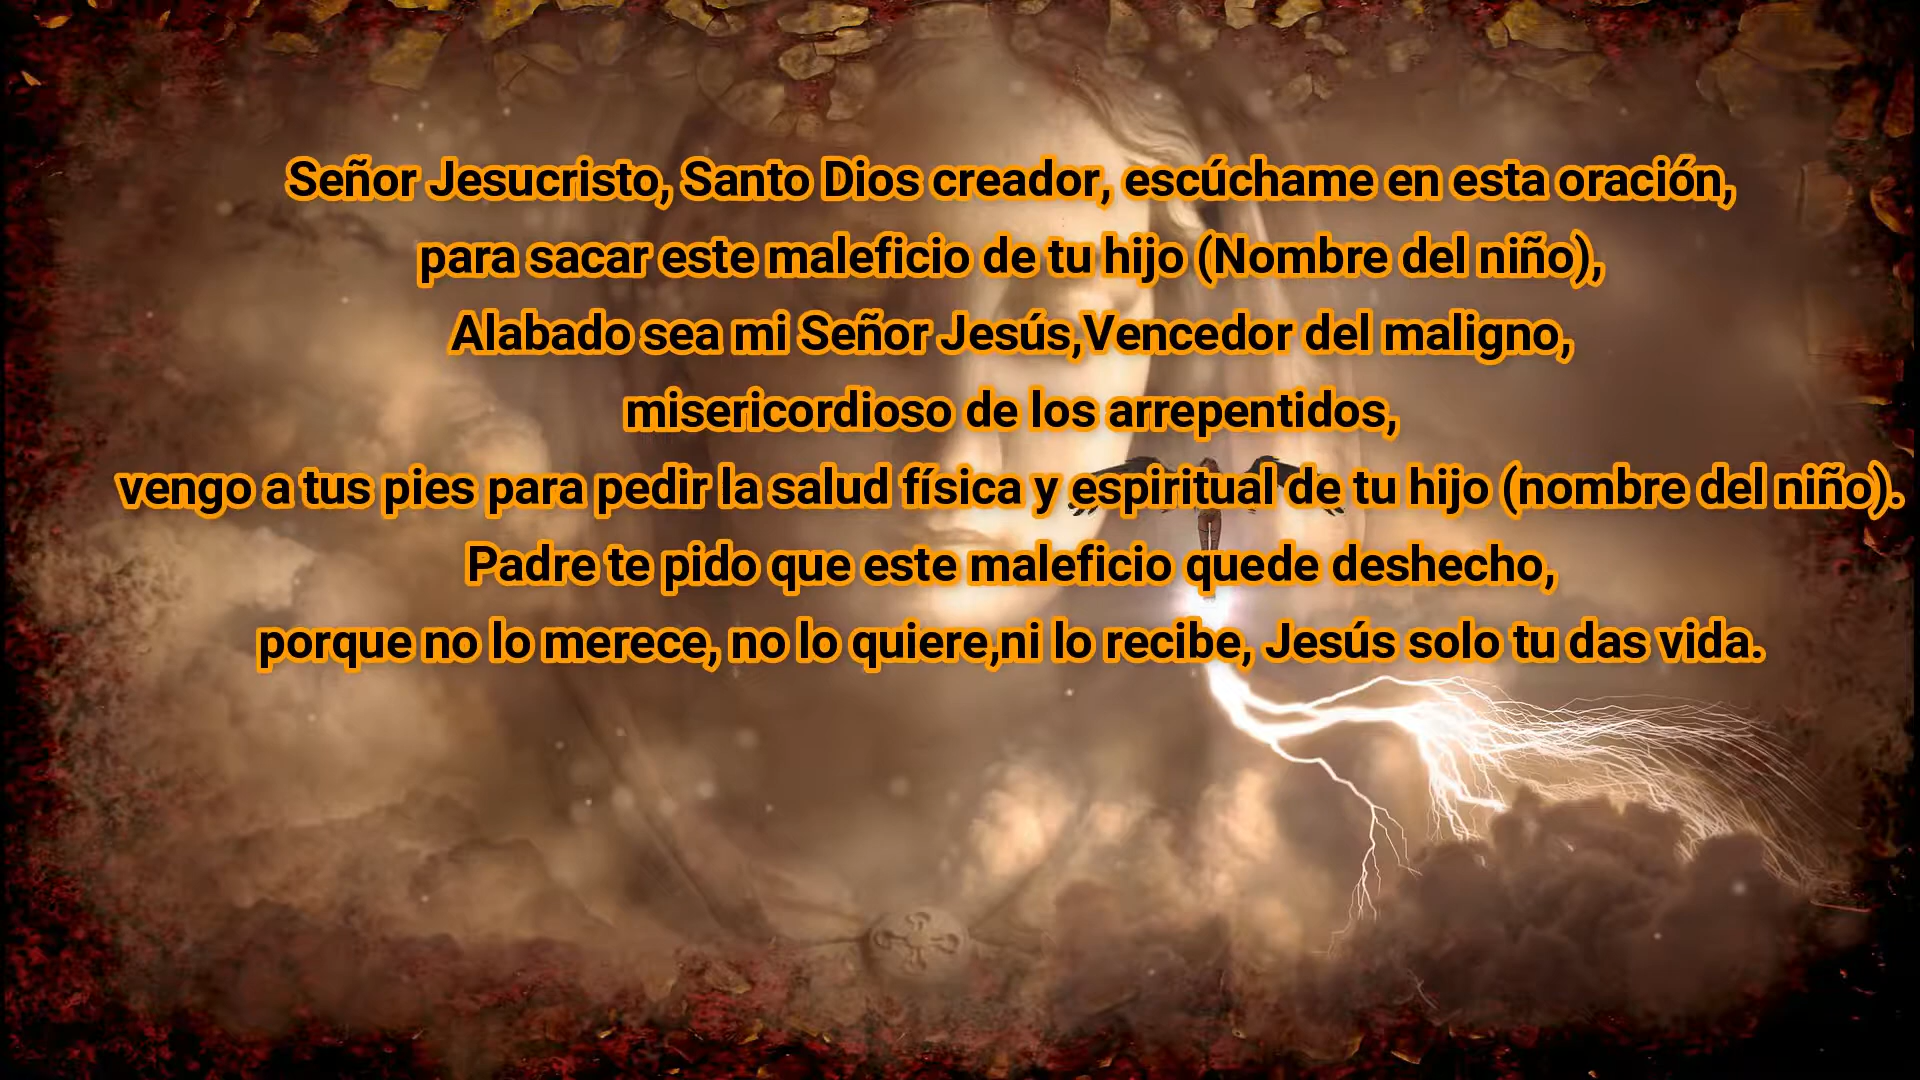 Señor Jesucristo, Santo Dios creador, escúchame en esta oración,
para sacar este maleficio de tu hijo (Nombre del niño),
Alabado sea mi Señor Jesús,Vencedor del maligno,
misericordioso de los arrepentidos,
vengo a tus pies para pedir la salud física y espiritual de tu hijo (nombre del niño).
Padre te pido que este maleficio quede deshecho,
porque no lo merece, no lo quiere,ni lo recibe, Jesús solo tu das vida.